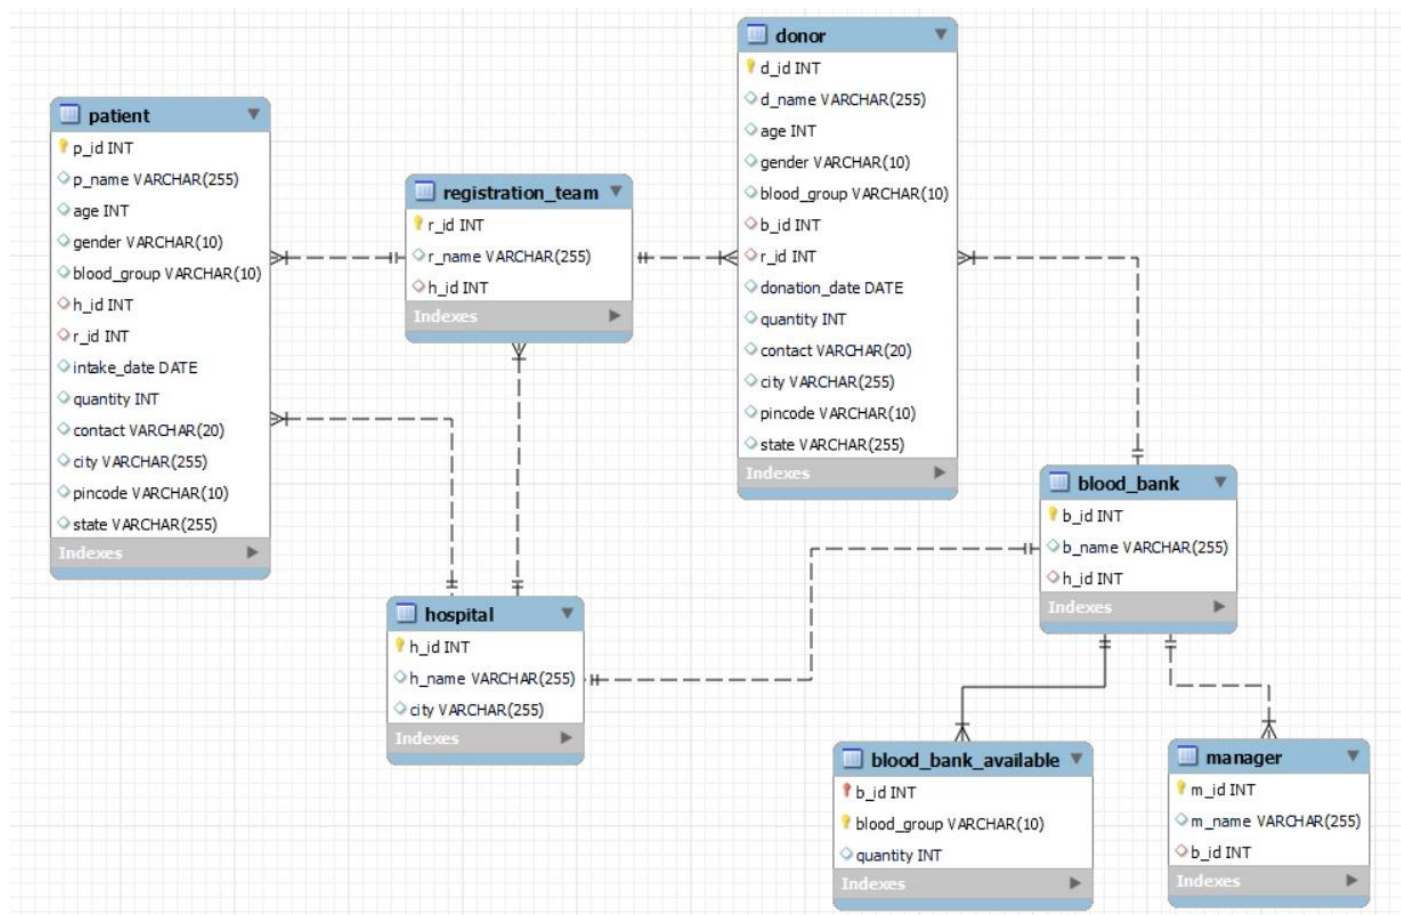 patient
p_id INT
p_name VARCHAR(255)
age INT
gender VARCHAR(10)
blood_group VARCHAR(10)
h_id INT
r_id INT
intake_date DATE
quantity INT
contact VARCHAR(20)
city VARCHAR(255)
pincode VARCHAR(10)
state VARCHAR(255)
Indexes
registration_team
r_id INT
r_name VARCHAR(255)
h_id INT
Indexes
donor
d_id INT
d_name VARCHAR(255)
age INT
gender VARCHAR(10)
blood_group VARCHAR(10)
b_id INT
r_id INT
donation_date DATE
quantity INT
contact VARCHAR(20)
city VARCHAR(255)
pincode VARCHAR(10)
state VARCHAR(255)
Indexes
hospital
h_id INT
h_name VARCHAR(255)
city VARCHAR(255)
Indexes
blood_bank
b_id INT
b_name VARCHAR(255)
h_id INT
Indexes
blood_bank_available
b_id INT
blood_group VARCHAR(10)
quantity INT
Indexes
manager
m_id INT
m_name VARCHAR(255)
b_id INT
Indexes